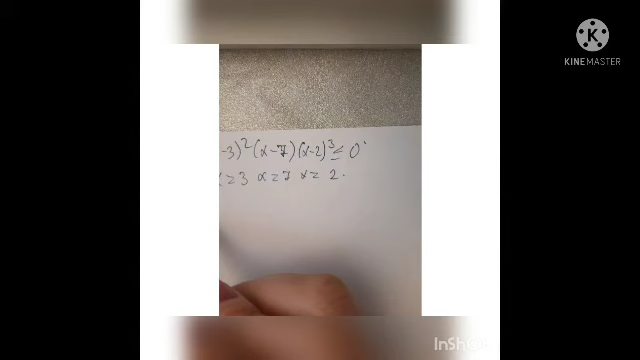 -3)² (x-7)(x-2)³ ≤ 0
x = 3 x = 7 x = 2.
KINEMASTER
InShOt